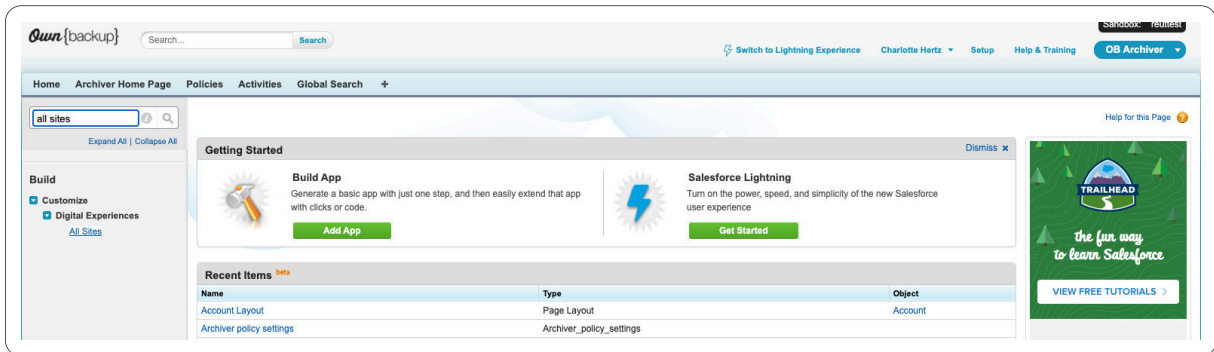 Sandbox: reuttest
Own{backup}
Search...
Search
Switch to Lightning Experience
Charlotte Hertz
Setup
Help & Training
OB Archiver
Home
Archiver Home Page
Policies
Activities
Global Search
+
all sites
Expand All | Collapse All
Build
Customize
Digital Experiences
All Sites
Help for this Page
Getting Started
Dismiss x
Build App
Generate a basic app with just one step, and then easily extend that app
with clicks or code.
Add App
Salesforce Lightning
Turn on the power, speed, and simplicity of the new Salesforce
user experience
Get Started
Recent Items beta
Name Type Object
Account Layout Page Layout Account
Archiver policy settings Archiver_policy_settings
TRAILHEAD
the fun way
to learn Salesforce
VIEW FREE TUTORIALS >